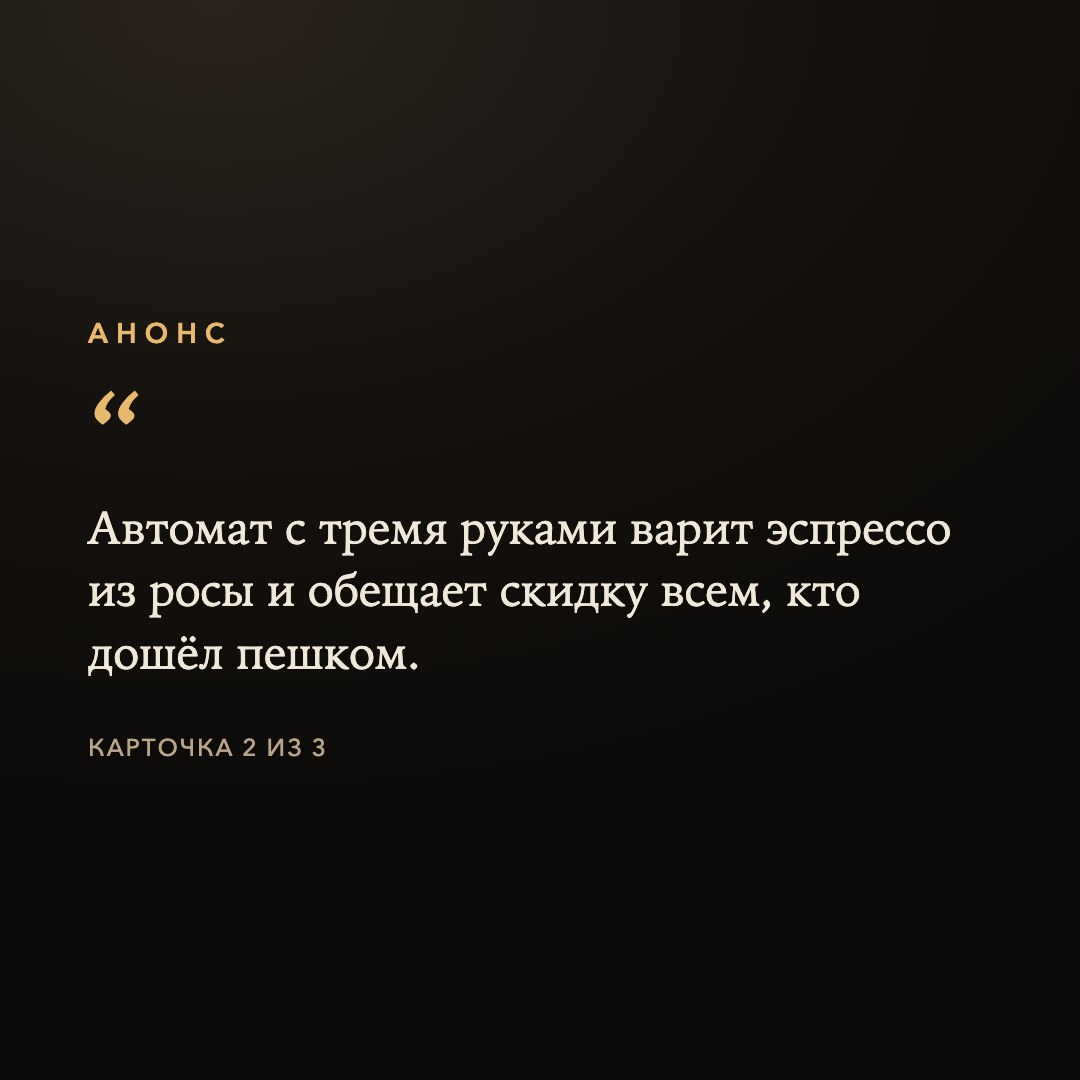 АНОНС
“
Автомат с тремя руками варит эспрессо
из росы и обещает скидку всем, кто
дошёл пешком.
КАРТОЧКА 2 ИЗ 3